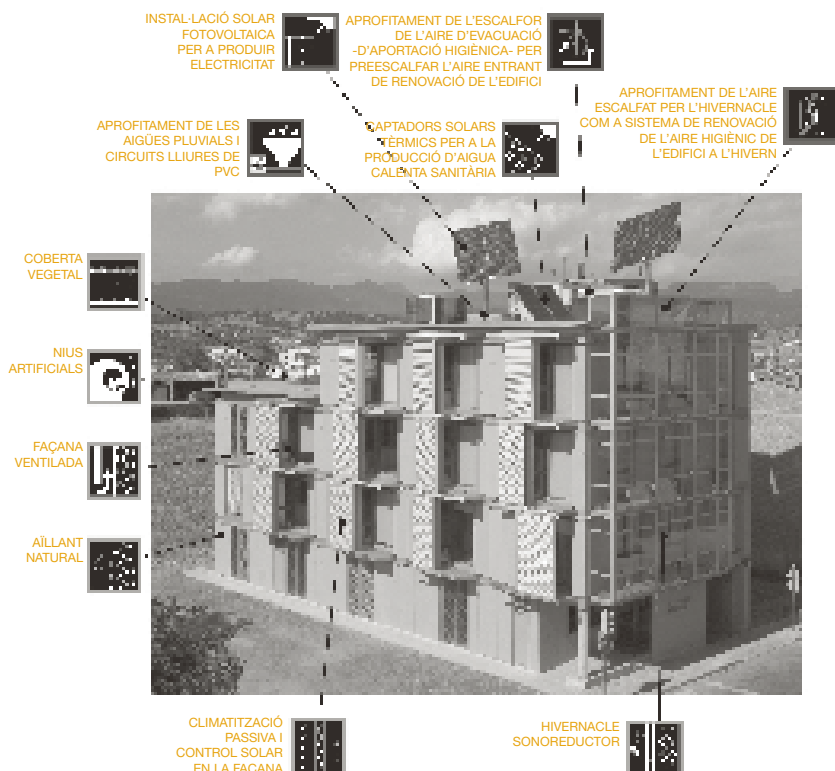 INSTAL·LACIÓ SOLAR
FOTOVOLTAICA
PER A PRODUIR
ELECTRICITAT
APROFITAMENT DE L'ESCALFOR
DE L'AIRE D'EVACUACIÓ
-D'APORTACIÓ HIGIÈNICA- PER
PREESCALFAR L'AIRE ENTRANT
DE RENOVACIÓ DE L'EDIFICI
APROFITAMENT DE L'AIRE
ESCALFAT PER L'HIVERNACLE
COM A SISTEMA DE RENOVACIÓ
DE L'AIRE HIGIÈNIC DE
L'EDIFICI A L'HIVERN
APROFITAMENT DE LES
AIGÜES PLUVIALS I
CIRCUITS LLIURES DE
PVC
CAPTADORS SOLARS
TÈRMICS PER A LA
PRODUCCIÓ D'AIGUA
CALENTA SANITÀRIA
COBERTA
VEGETAL
NIUS
ARTIFICIALS
FAÇANA
VENTILADA
AÏLLANT
NATURAL
CLIMATITZACIÓ
PASSIVA I
CONTROL SOLAR
EN LA FAÇANA
HIVERNACLE
SONOREDUCTOR